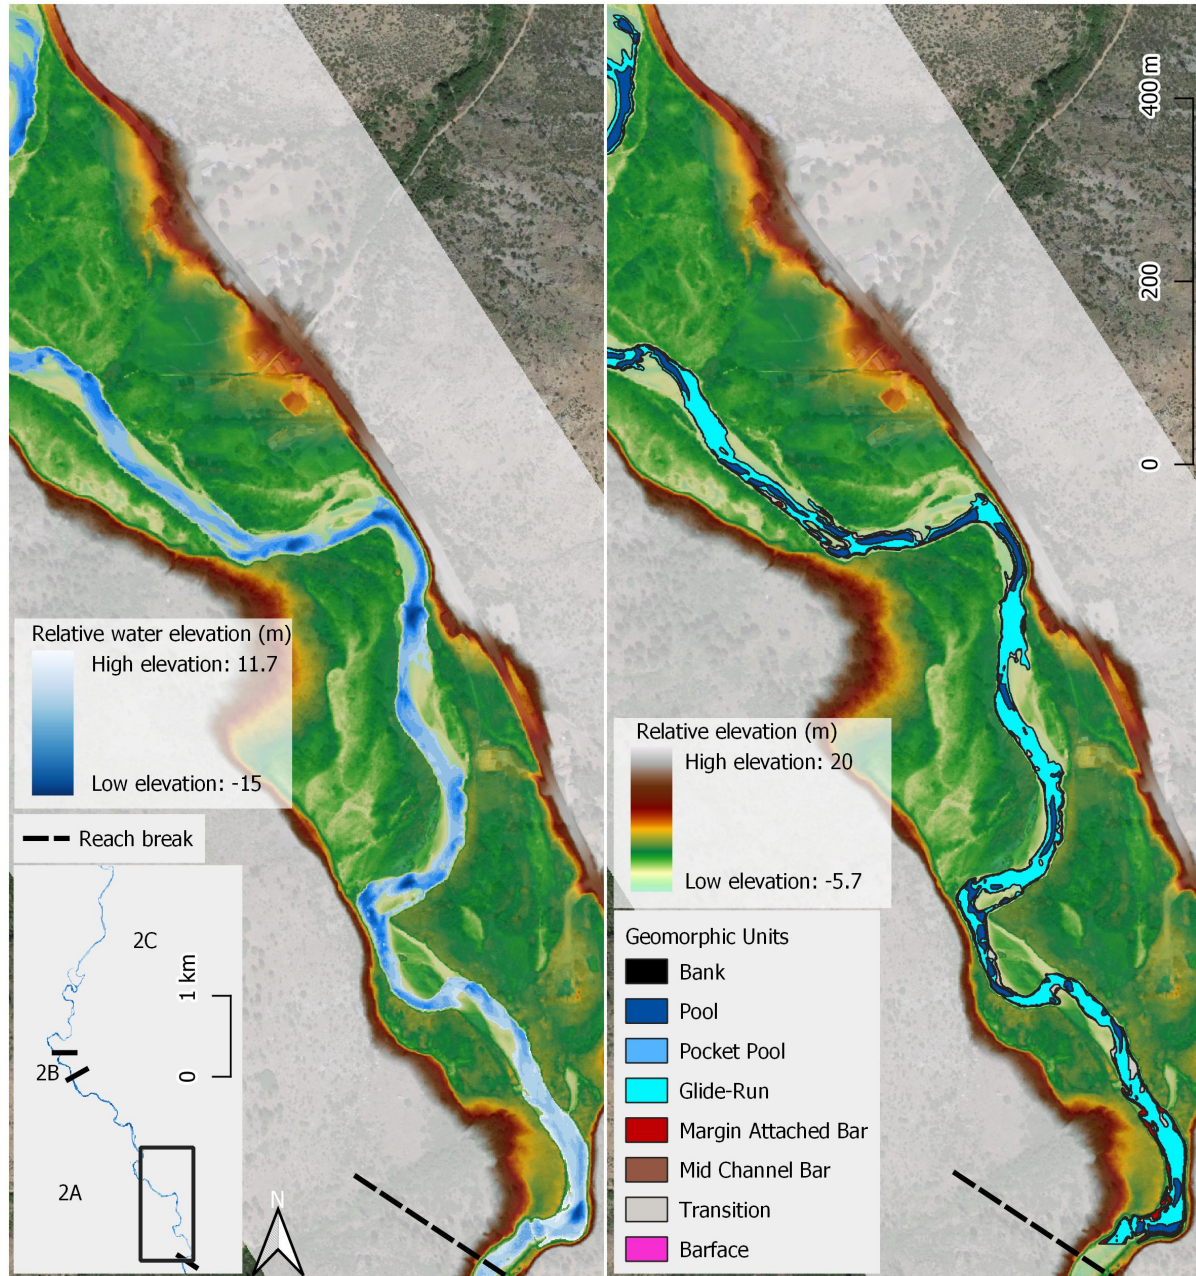 Relative water elevation (m)
High elevation: 11.7
Low elevation: -15
Reach break
2C
1 km
0
2B
2A
N
400 m
200
0
Relative elevation (m)
High elevation: 20
Low elevation: -5.7
Geomorphic Units
Bank
Pool
Pocket Pool
Glide-Run
Margin Attached Bar
Mid Channel Bar
Transition
Barface